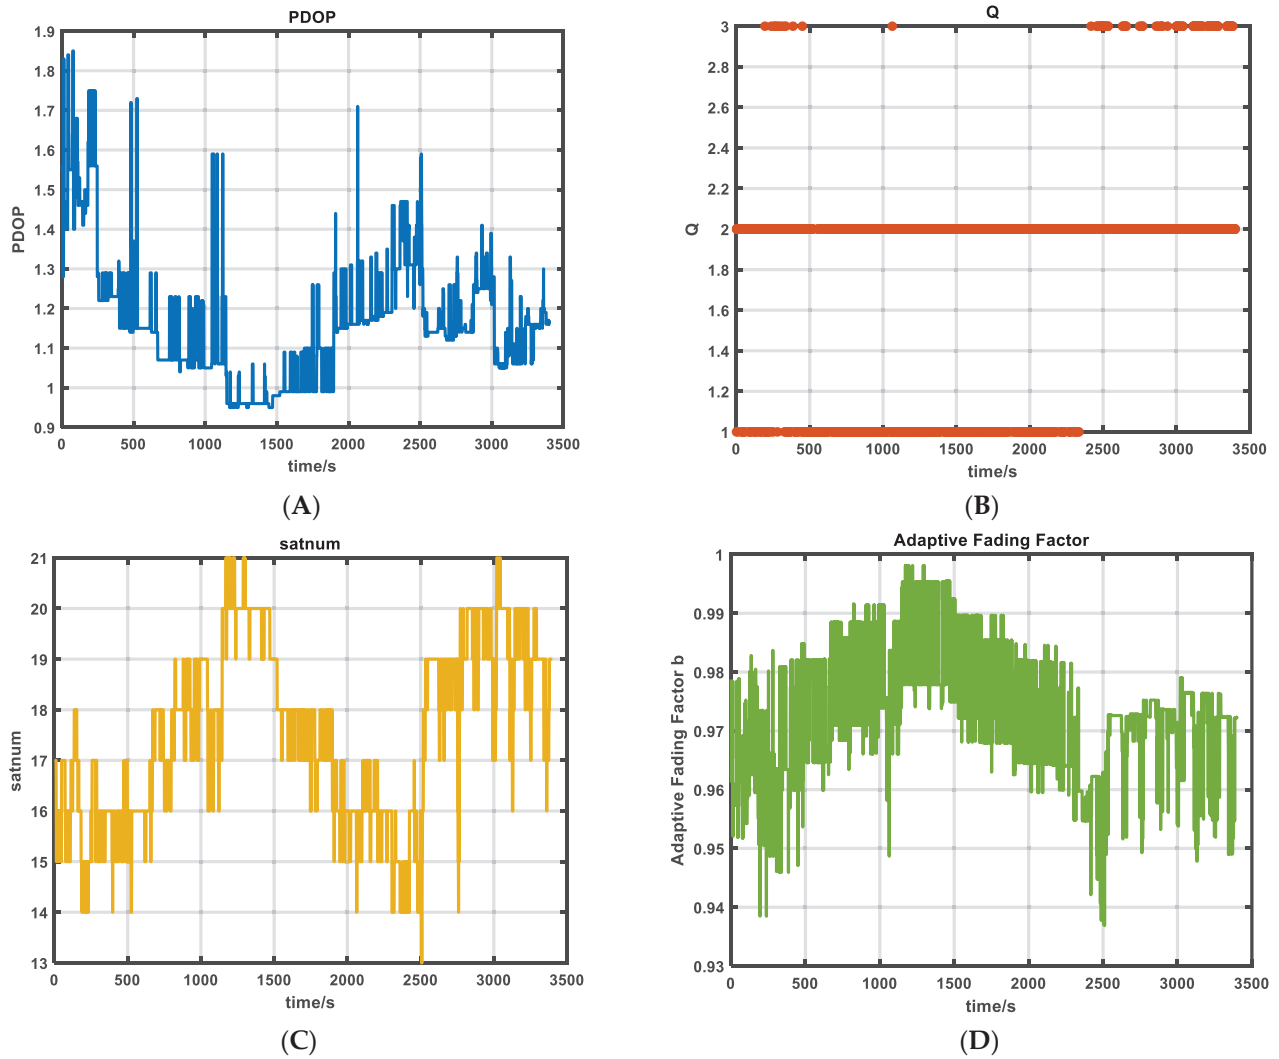 PDOP
1.9
1.8
1.7
1.6
1.5
1.4
1.3
1.2
1.1
1
0.9
PDOP
0 500 1000 1500 2000 2500 3000 3500
time/s
(A)
Q
3
2.8
2.6
2.4
2.2
2
1.8
1.6
1.4
1.2
1
Q
0 500 1000 1500 2000 2500 3000 3500
time/s
(B)
satnum
21
20
19
18
17
16
15
14
13
satnum
0 500 1000 1500 2000 2500 3000 3500
time/s
(C)
Adaptive Fading Factor
1
0.99
0.98
0.97
0.96
0.95
0.94
0.93
Adaptive Fading Factor b
0 500 1000 1500 2000 2500 3000 3500
time/s
(D)